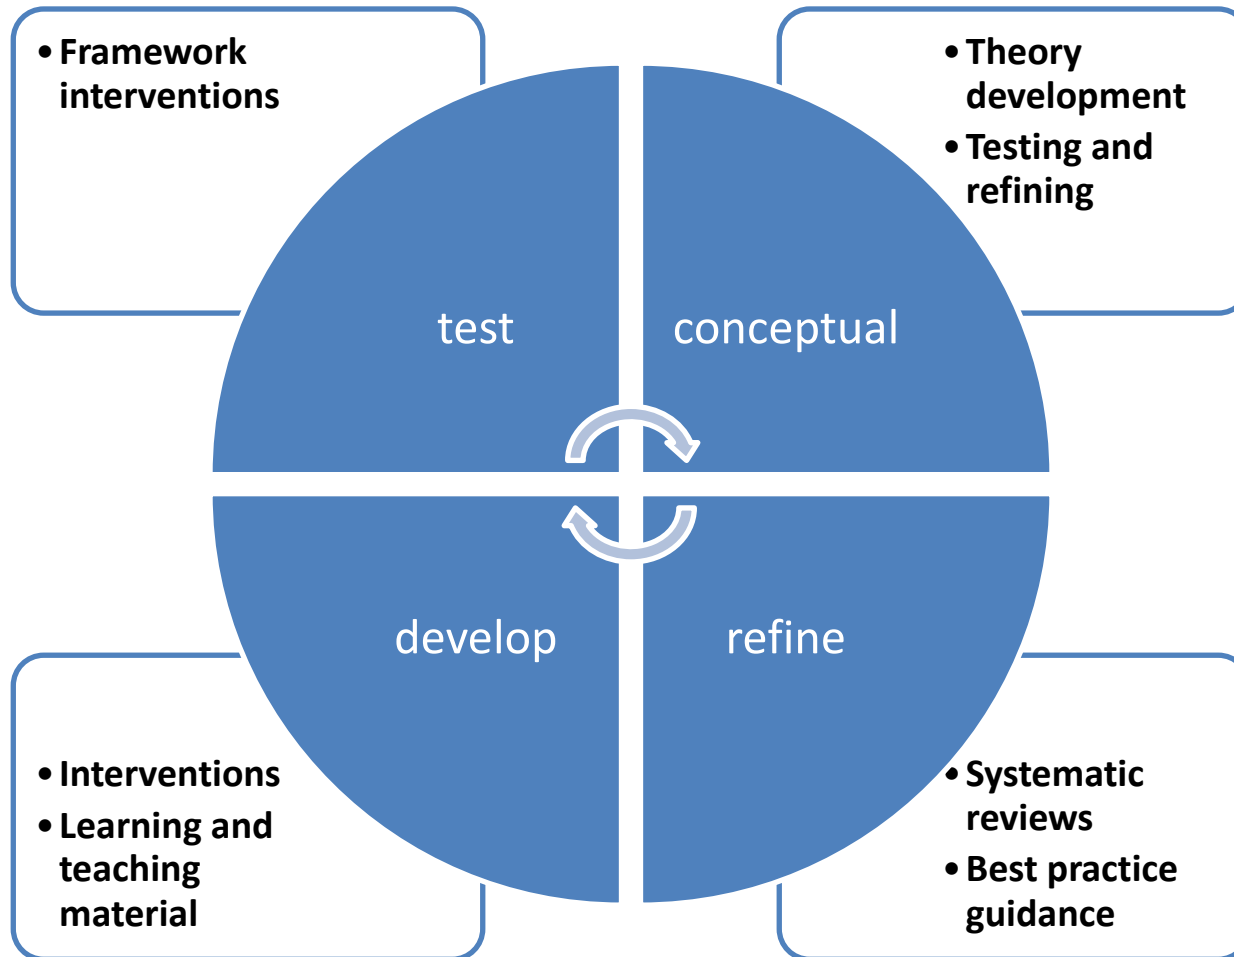 • Framework
interventions
• Theory
development
• Testing and
refining
test
conceptual
develop
refine
• Interventions
• Learning and
teaching
material
• Systematic
reviews
• Best practice
guidance